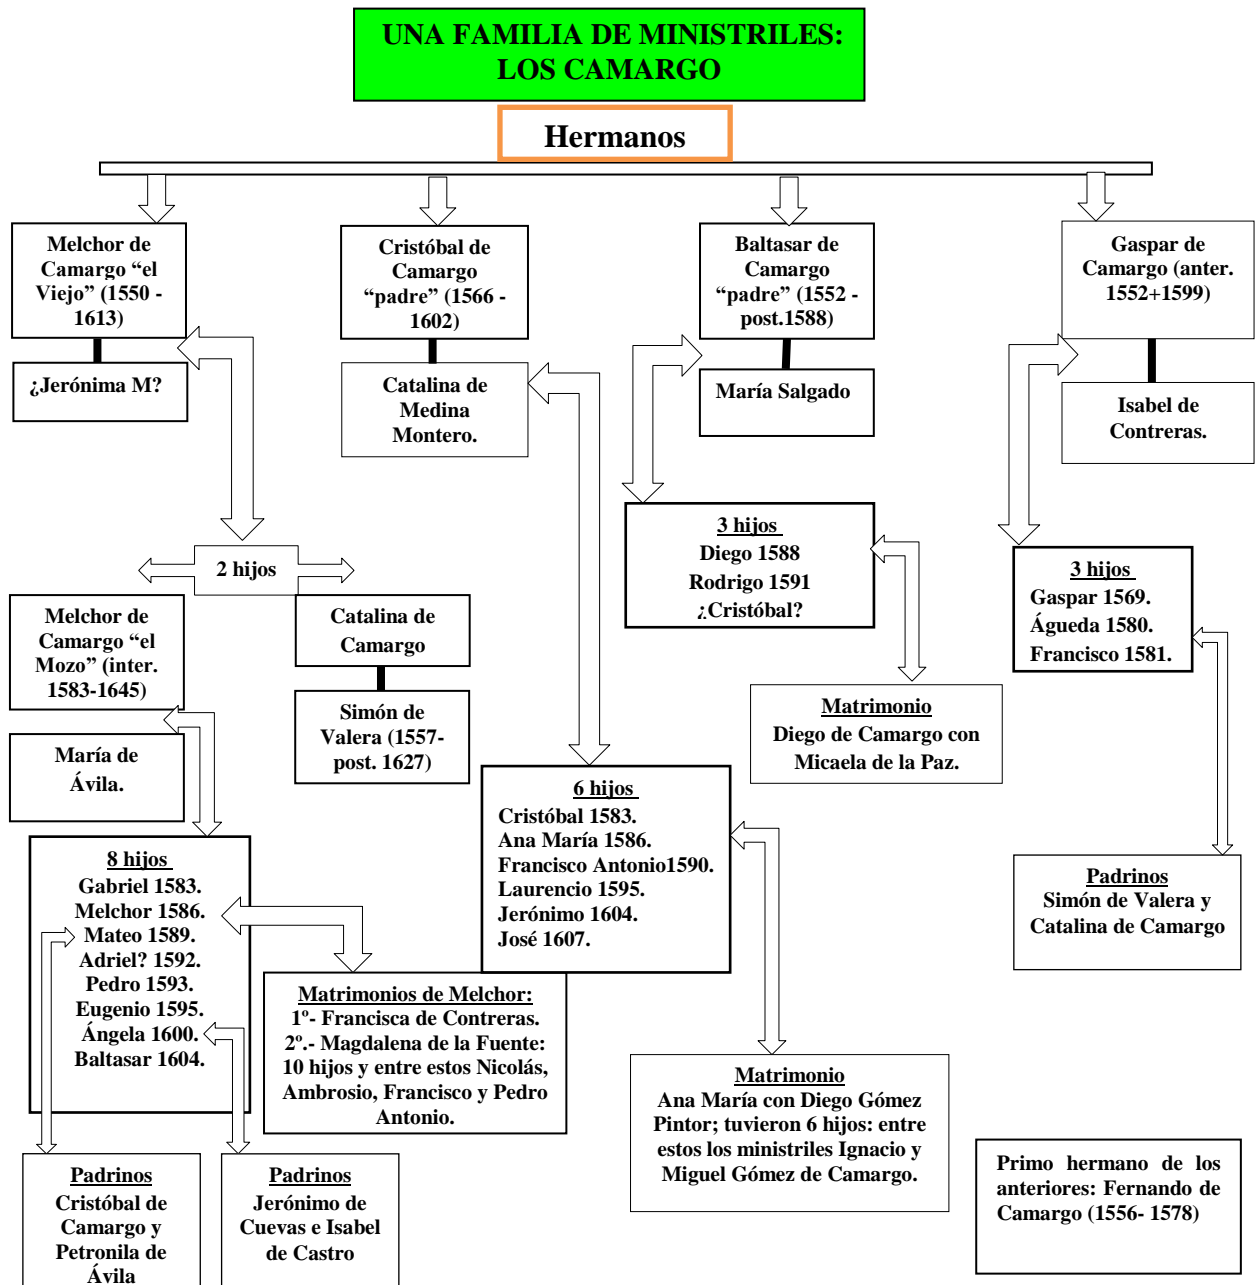 UNA FAMILIA DE MINISTRILES:
LOS CAMARGO
Hermanos
Melchor de
Camargo “el
Viejo” (1550 -
1613)
Cristóbal de
Camargo
“padre” (1566 -
1602)
Baltasar de
Camargo
“padre” (1552 -
post.1588)
Gaspar de
Camargo (anter.
1552+1599)
¿Jerónima M?
Catalina de
Medina
Montero.
María Salgado
Isabel de
Contreras.
2 hijos
3 hijos
Diego 1588
Rodrigo 1591
¿Cristóbal?
3 hijos
Gaspar 1569.
Águeda 1580.
Francisco 1581.
Melchor de
Camargo “el
Mozo” (inter.
1583-1645)
Catalina de
Camargo
Simón de
Valera (1557-
post. 1627)
María de
Ávila.
Matrimonio
Diego de Camargo con
Micaela de la Paz.
6 hijos
Cristóbal 1583.
Ana María 1586.
Francisco Antonio1590.
Laurencio 1595.
Jerónimo 1604.
José 1607.
8 hijos
Gabriel 1583.
Melchor 1586.
Mateo 1589.
Adriel? 1592.
Pedro 1593.
Eugenio 1595.
Ángela 1600.
Baltasar 1604.
Padrinos
Simón de Valera y
Catalina de Camargo
Matrimonios de Melchor:
1º- Francisca de Contreras.
2º.- Magdalena de la Fuente:
10 hijos y entre estos Nicolás,
Ambrosio, Francisco y Pedro
Antonio.
Matrimonio
Ana María con Diego Gómez
Pintor; tuvieron 6 hijos: entre
estos los ministriles Ignacio y
Miguel Gómez de Camargo.
Padrinos
Cristóbal de
Camargo y
Petronila de
Ávila
Padrinos
Jerónimo de
Cuevas e Isabel
de Castro
Primo hermano de los
anteriores: Fernando de
Camargo (1556- 1578)